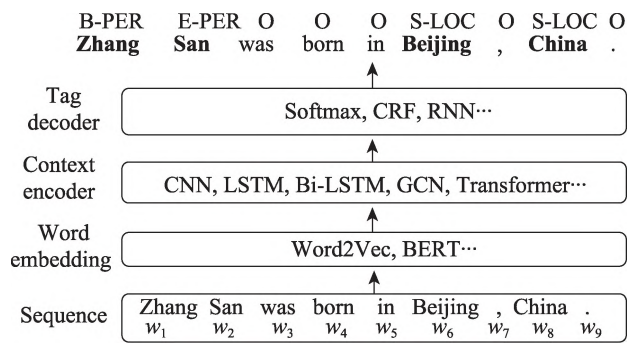 B-PER E-PER O O O S-LOC O S-LOC O
Zhang San was born in Beijing , China .
Tag
decoder
Softmax, CRF, RNN···
Context
encoder
CNN, LSTM, Bi-LSTM, GCN, Transformer···
Word
embedding
Word2Vec, BERT···
Sequence
Zhang San was born in Beijing , China .
w1 w2 w3 w4 w5 w6 w7 w8 w9